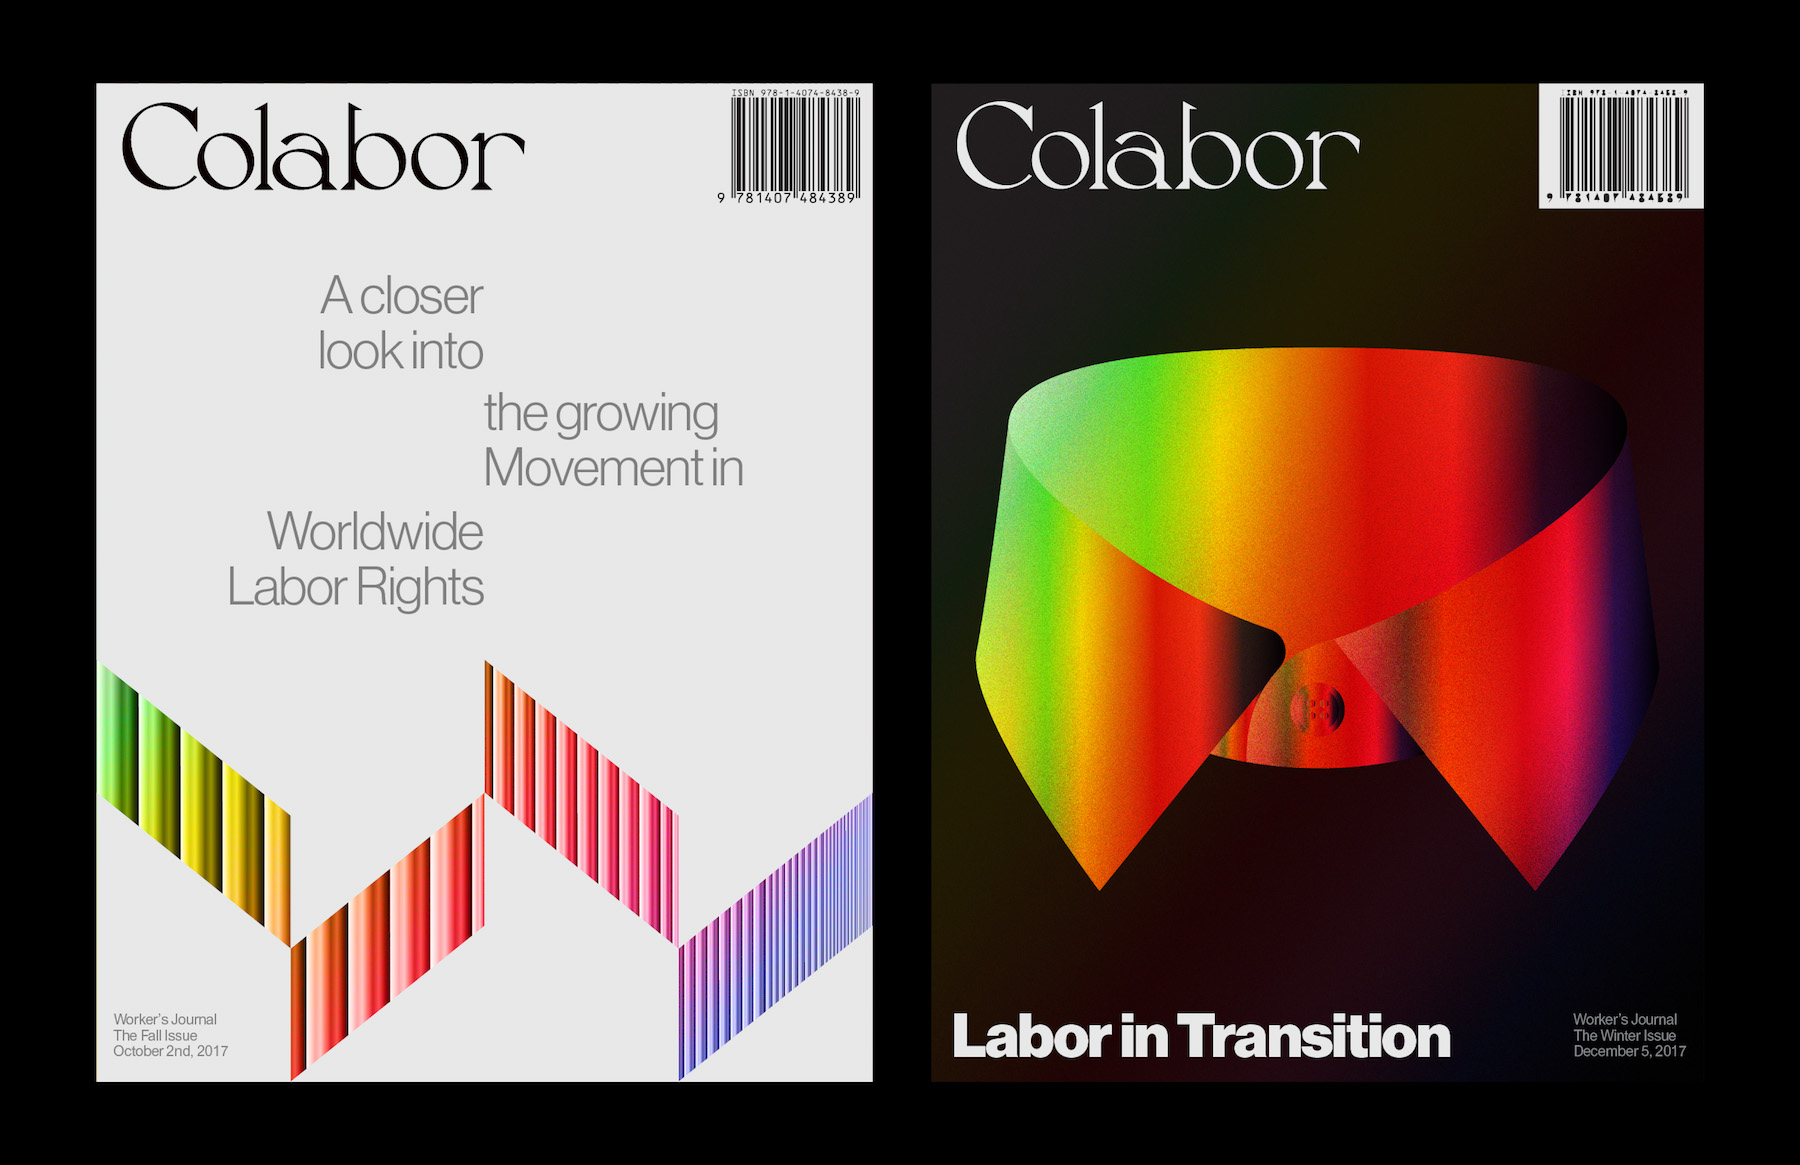 Colabor
ISBN 978-1-4074-8438-9
9 781407 484389
A closer
look into
the growing
Movement in
Worldwide
Labor Rights
Worker's Journal
The Fall Issue
October 2nd, 2017
Colabor
Labor in Transition
Worker's Journal
The Winter Issue
December 5, 2017